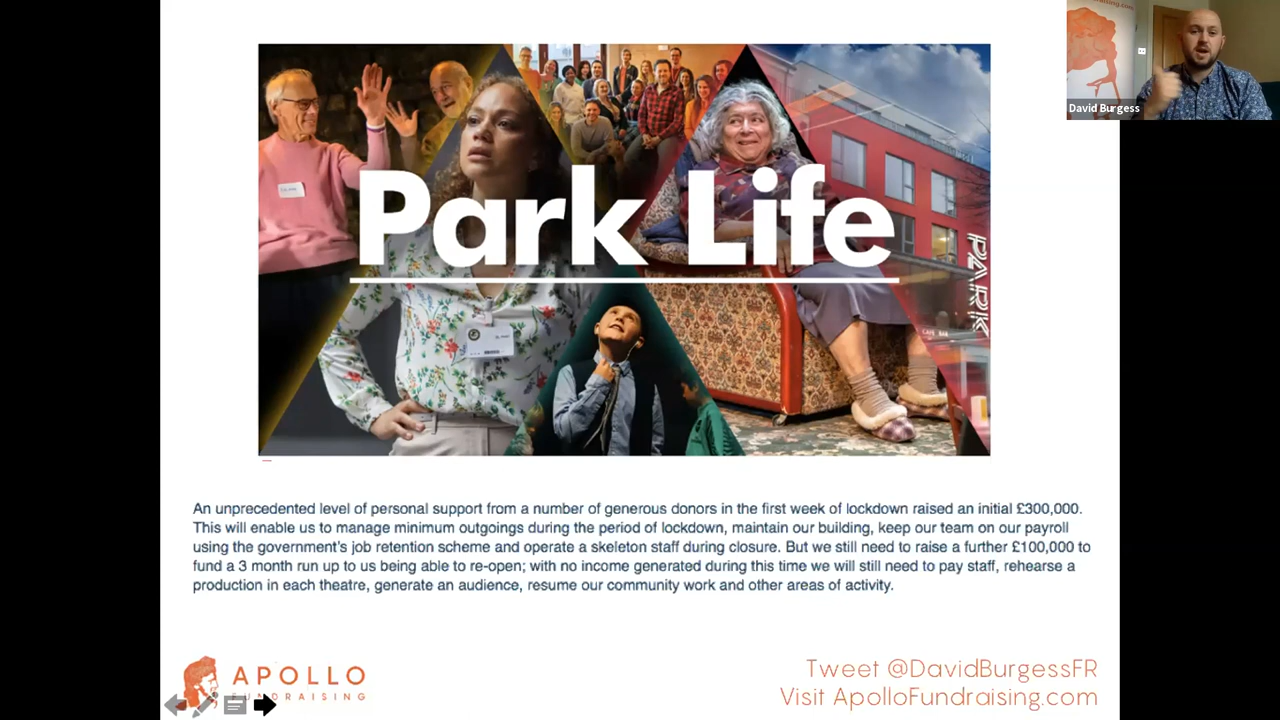 raising.com
David Burgess
Park Life
PARK
CAFE BAR
An unprecedented level of personal support from a number of generous donors in the first week of lockdown raised an initial £300,000.
This will enable us to manage minimum outgoings during the period of lockdown, maintain our building, keep our team on our payroll
using the government's job retention scheme and operate a skeleton staff during closure. But we still need to raise a further £100,000 to
fund a 3 month run up to us being able to re-open; with no income generated during this time we will still need to pay staff, rehearse a
production in each theatre, generate an audience, resume our community work and other areas of activity.
APOLLO
FUNDRAISING
Tweet @DavidBurgessFR
Visit ApolloFundraising.com